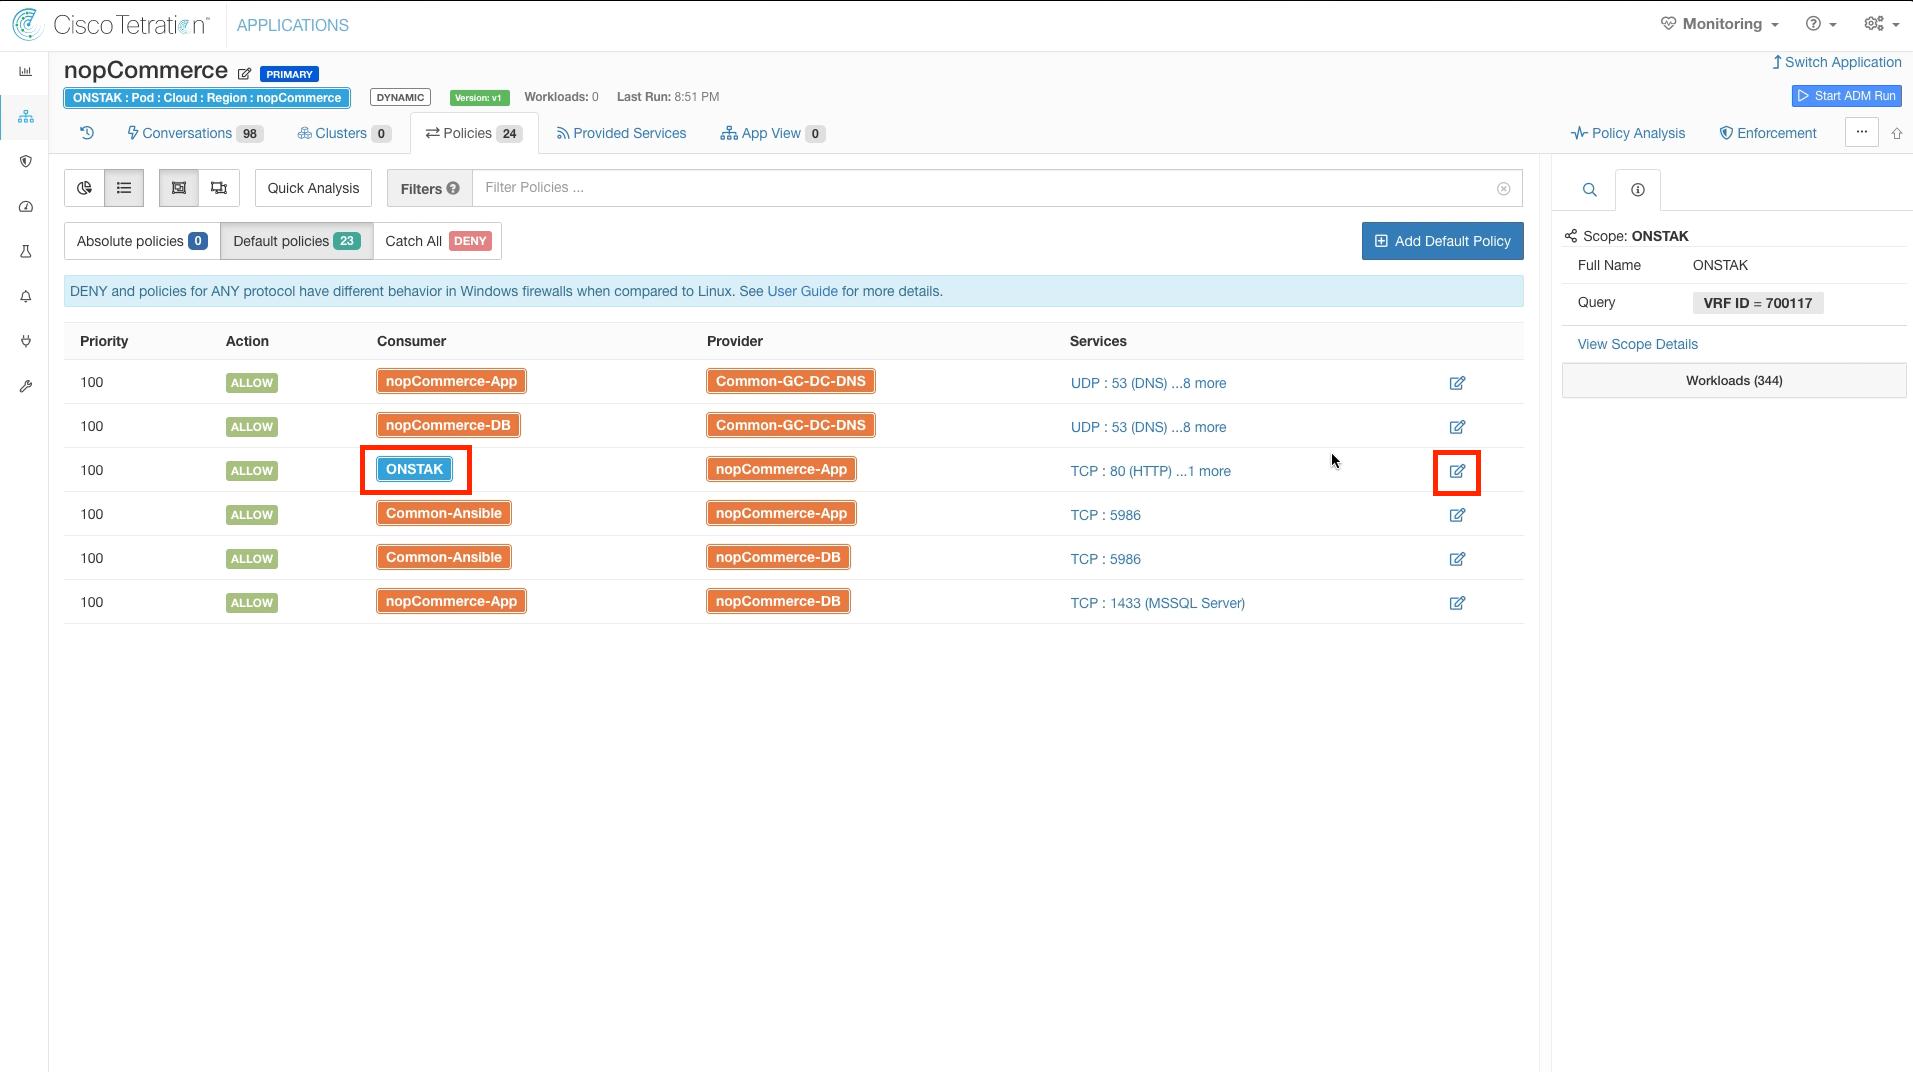 Cisco Tetration™ APPLICATIONS Monitoring
nopCommerce PRIMARY Switch Application
ONSTAK : Pod : Cloud : Region : nopCommerce DYNAMIC Version: v1 Workloads: 0 Last Run: 8:51 PM Start ADM Run
Conversations 98 Clusters 0 Policies 24 Provided Services App View 0 Policy Analysis Enforcement ...
Quick Analysis Filters ? Filter Policies ...
Absolute policies 0 Default policies 23 Catch All DENY Add Default Policy
DENY and policies for ANY protocol have different behavior in Windows firewalls when compared to Linux. See User Guide for more details.
Priority Action Consumer Provider Services
100 ALLOW nopCommerce-App Common-GC-DC-DNS UDP : 53 (DNS) ...8 more
100 ALLOW nopCommerce-DB Common-GC-DC-DNS UDP : 53 (DNS) ...8 more
100 ALLOW ONSTAK nopCommerce-App TCP : 80 (HTTP) ...1 more
100 ALLOW Common-Ansible nopCommerce-App TCP : 5986
100 ALLOW Common-Ansible nopCommerce-DB TCP : 5986
100 ALLOW nopCommerce-App nopCommerce-DB TCP : 1433 (MSSQL Server)
Scope: ONSTAK
Full Name ONSTAK
Query VRF ID = 700117
View Scope Details
Workloads (344)